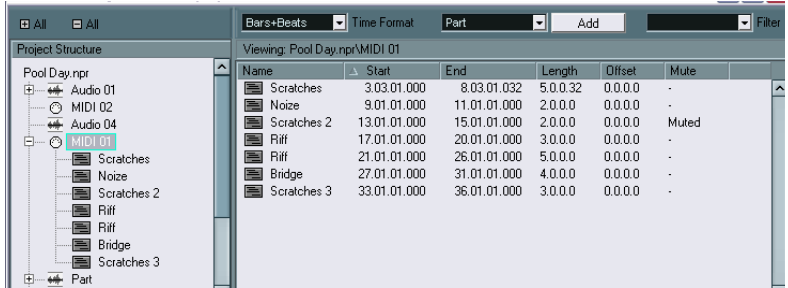 All All Bars+Beats Time Format Part Add Filter
Project Structure Viewing: Pool Day.npr\MIDI 01
Pool Day.npr
Audio 01
MIDI 02
Audio 04
MIDI 01
Scratches
Noize
Scratches 2
Riff
Riff
Bridge
Scratches 3
Part
Name Start End Length Offset Mute
Scratches 3.03.01.000 8.03.01.032 5.0.0.32 0.0.0.0 -
Noize 9.01.01.000 11.01.01.000 2.0.0.0 0.0.0.0 -
Scratches 2 13.01.01.000 15.01.01.000 2.0.0.0 0.0.0.0 Muted
Riff 17.01.01.000 20.01.01.000 3.0.0.0 0.0.0.0 -
Riff 21.01.01.000 26.01.01.000 5.0.0.0 0.0.0.0 -
Bridge 27.01.01.000 31.01.01.000 4.0.0.0 0.0.0.0 -
Scratches 3 33.01.01.000 36.01.01.000 3.0.0.0 0.0.0.0 -